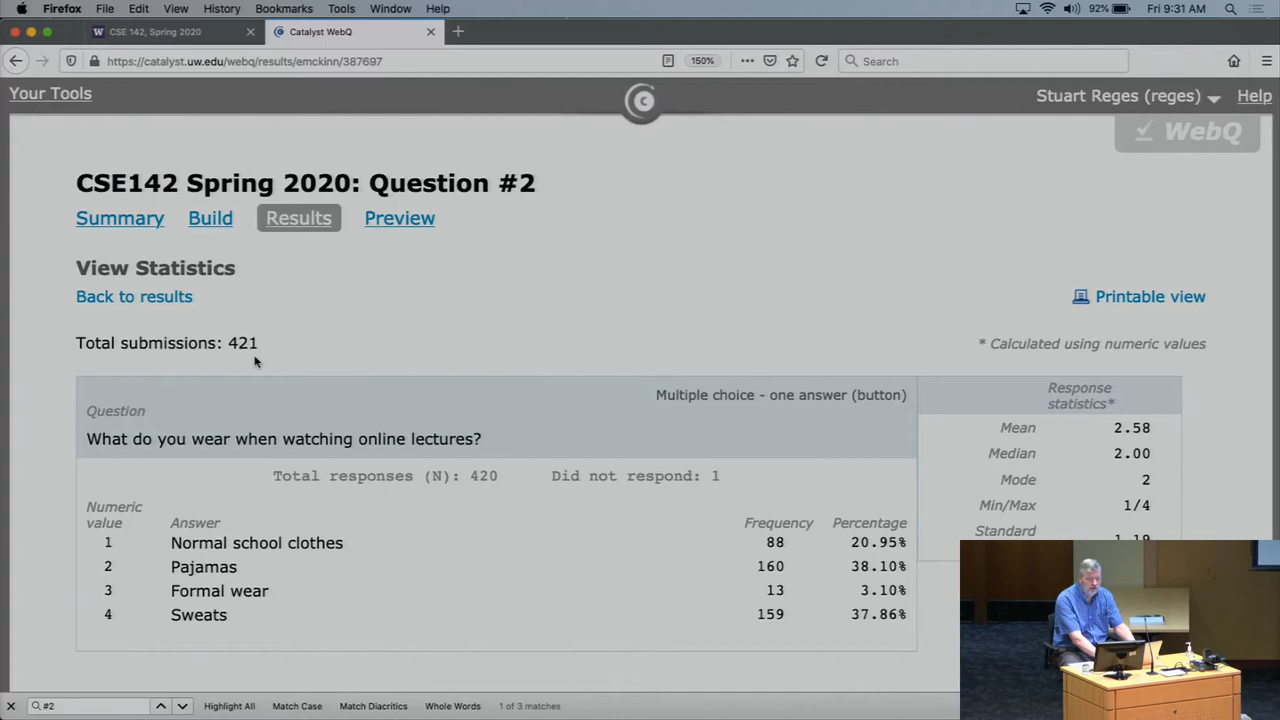 Firefox File Edit View History Bookmarks Tools Window Help 92% Fri 9:31 AM
CSE 142, Spring 2020 Catalyst WebQ
https://catalyst.uw.edu/webq/results/emckinn/387697 150% Search
Your Tools Stuart Reges (reges) Help
WebQ
CSE142 Spring 2020: Question #2
Summary Build Results Preview
View Statistics
Back to results Printable view
Total submissions: 421 * Calculated using numeric values
Question Multiple choice - one answer (button)
What do you wear when watching online lectures?
Total responses (N): 420 Did not respond: 1
Numeric value Answer Frequency Percentage
1 Normal school clothes 88 20.95%
2 Pajamas 160 38.10%
3 Formal wear 13 3.10%
4 Sweats 159 37.86%
Response
statistics*
Mean 2.58
Median 2.00
Mode 2
Min/Max 1/4
Standard 1.19
#2 Highlight All Match Case Match Diacritics Whole Words 1 of 3 matches